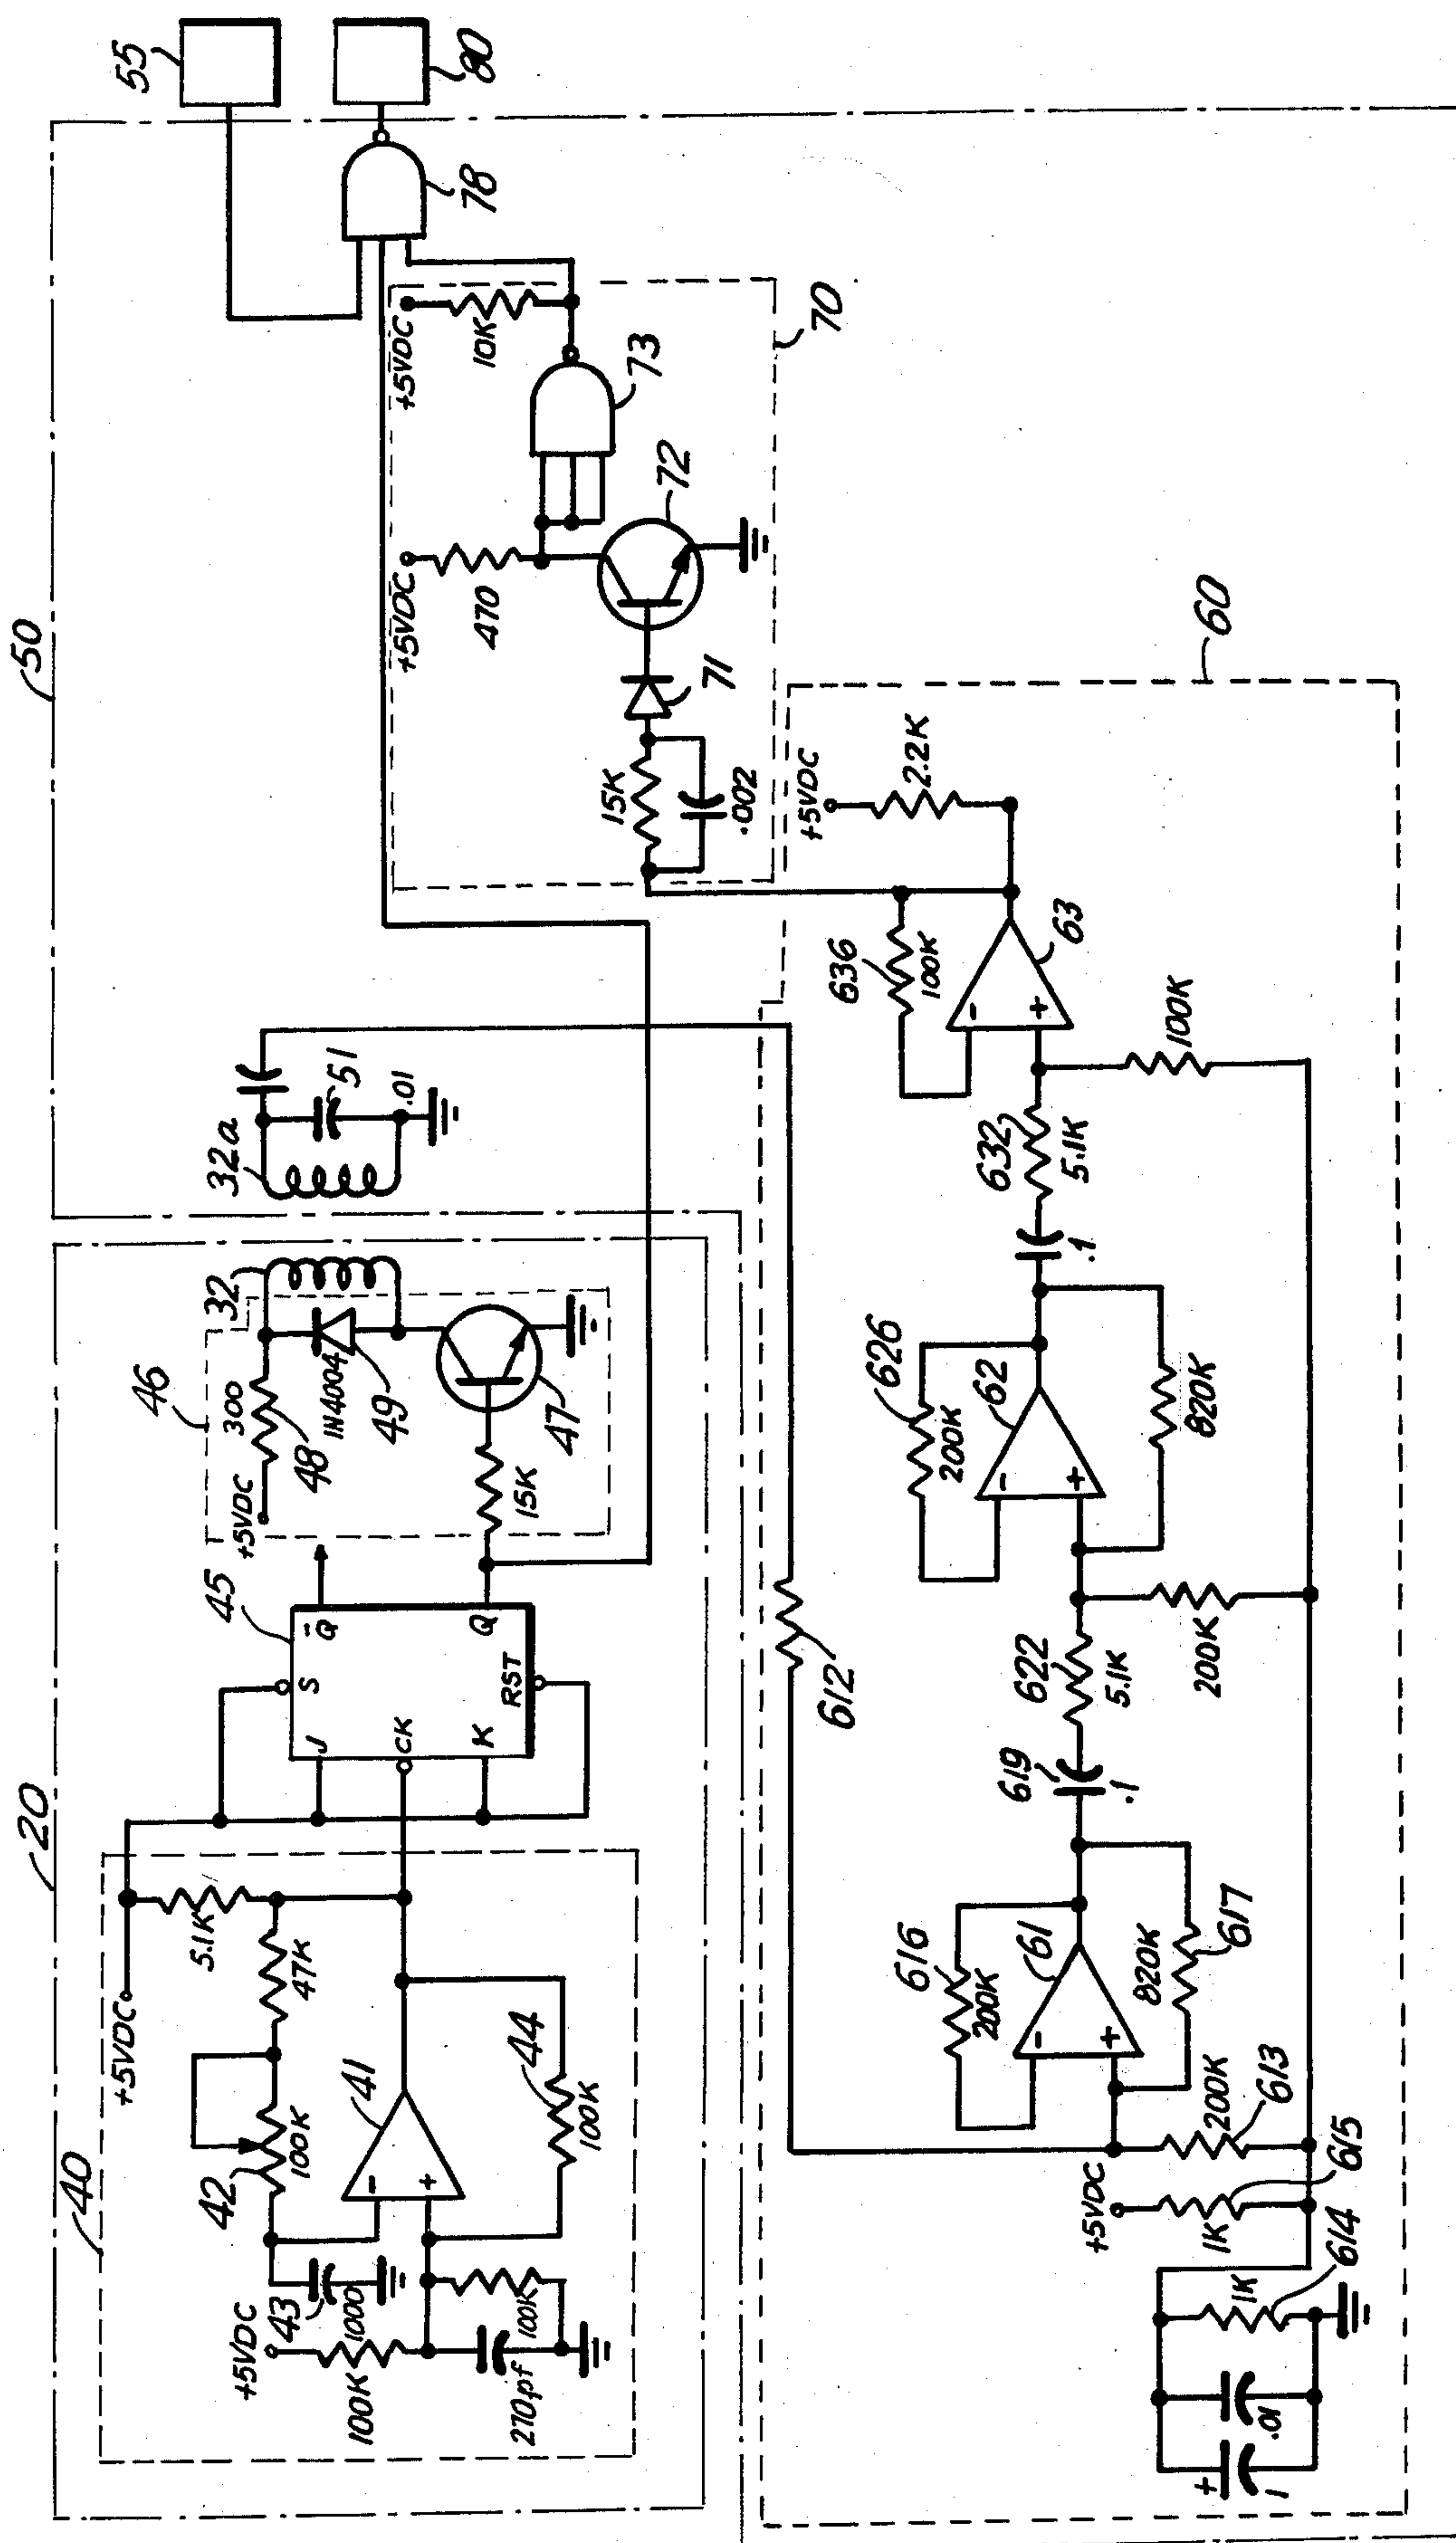 50
55
80
78
+5VDC
10K
73
70
+5VDC
470
72
71
15K
.002
32a
51
.01
20
46
32
+5VDC
300
48
1N4004
49
47
15K
45
Q̄
S
J
CK
K
RST
Q
40
+5VDC
5.1K
47K
42
100K
41
44
100K
43
1000
+5VDC
100K
270pf
100K
-
+
60
+5VDC
2.2K
636
100K
63
-
+
100K
632
5.1K
.1
626
200K
62
-
+
820K
622
5.1K
200K
619
.1
612
616
200K
61
-
+
820K
617
200K
613
+5VDC
1K
615
1K
614
.01
+
1